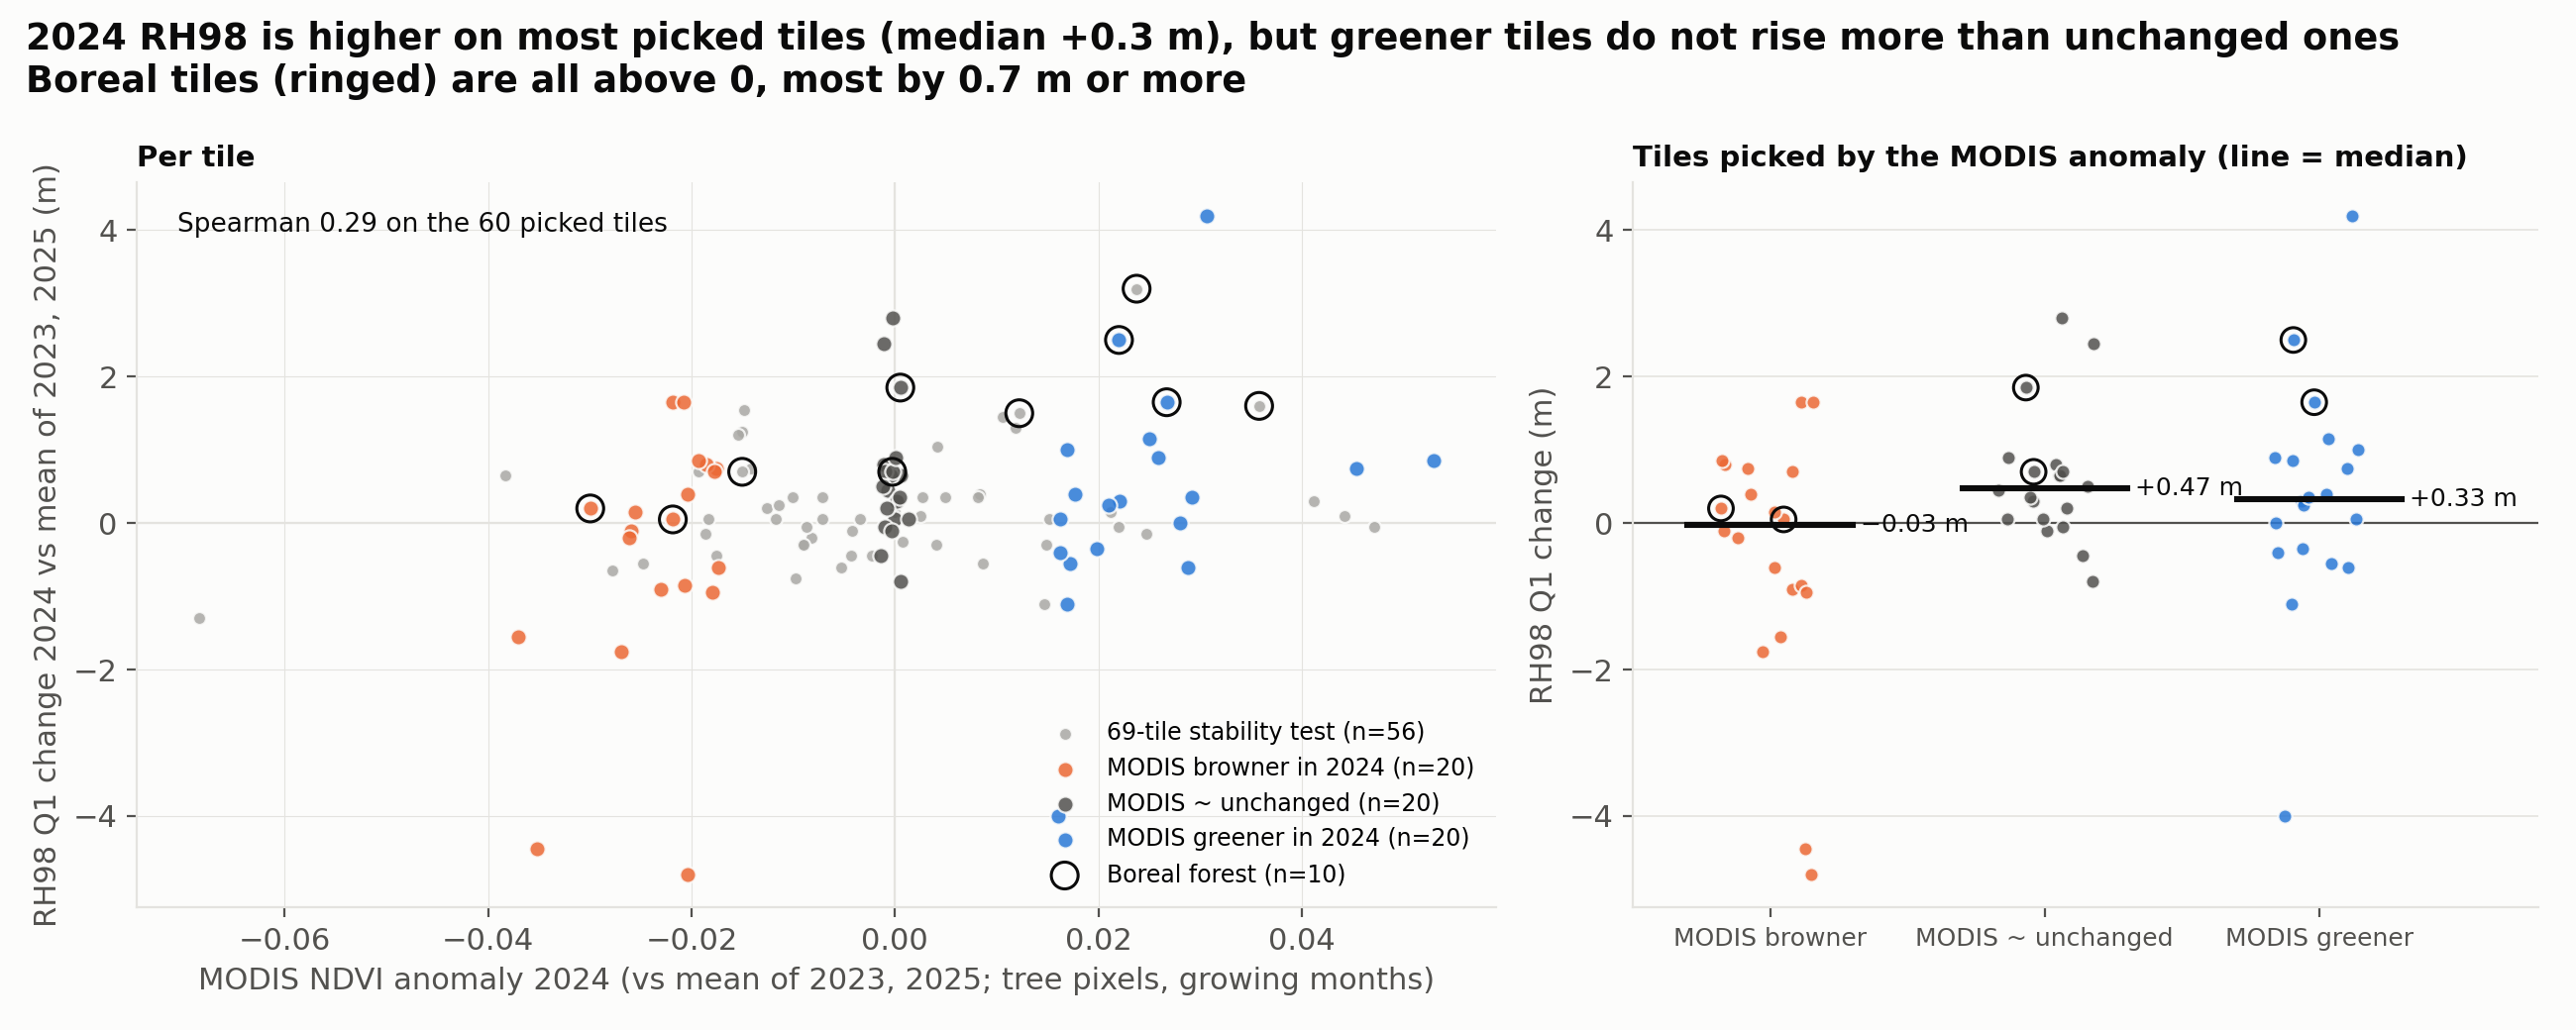 2024 RH98 is higher on most picked tiles (median +0.3 m), but greener tiles do not rise more than unchanged ones
Boreal tiles (ringed) are all above 0, most by 0.7 m or more
Per tile
RH98 Q1 change 2024 vs mean of 2023, 2025 (m)
4
2
0
−2
−4
Spearman 0.29 on the 60 picked tiles
69-tile stability test (n=56)
MODIS browner in 2024 (n=20)
MODIS ~ unchanged (n=20)
MODIS greener in 2024 (n=20)
Boreal forest (n=10)
−0.06
−0.04
−0.02
0.00
0.02
0.04
MODIS NDVI anomaly 2024 (vs mean of 2023, 2025; tree pixels, growing months)
Tiles picked by the MODIS anomaly (line = median)
RH98 Q1 change (m)
4
2
0
−2
−4
−0.03 m
+0.47 m
+0.33 m
MODIS browner
MODIS ~ unchanged
MODIS greener